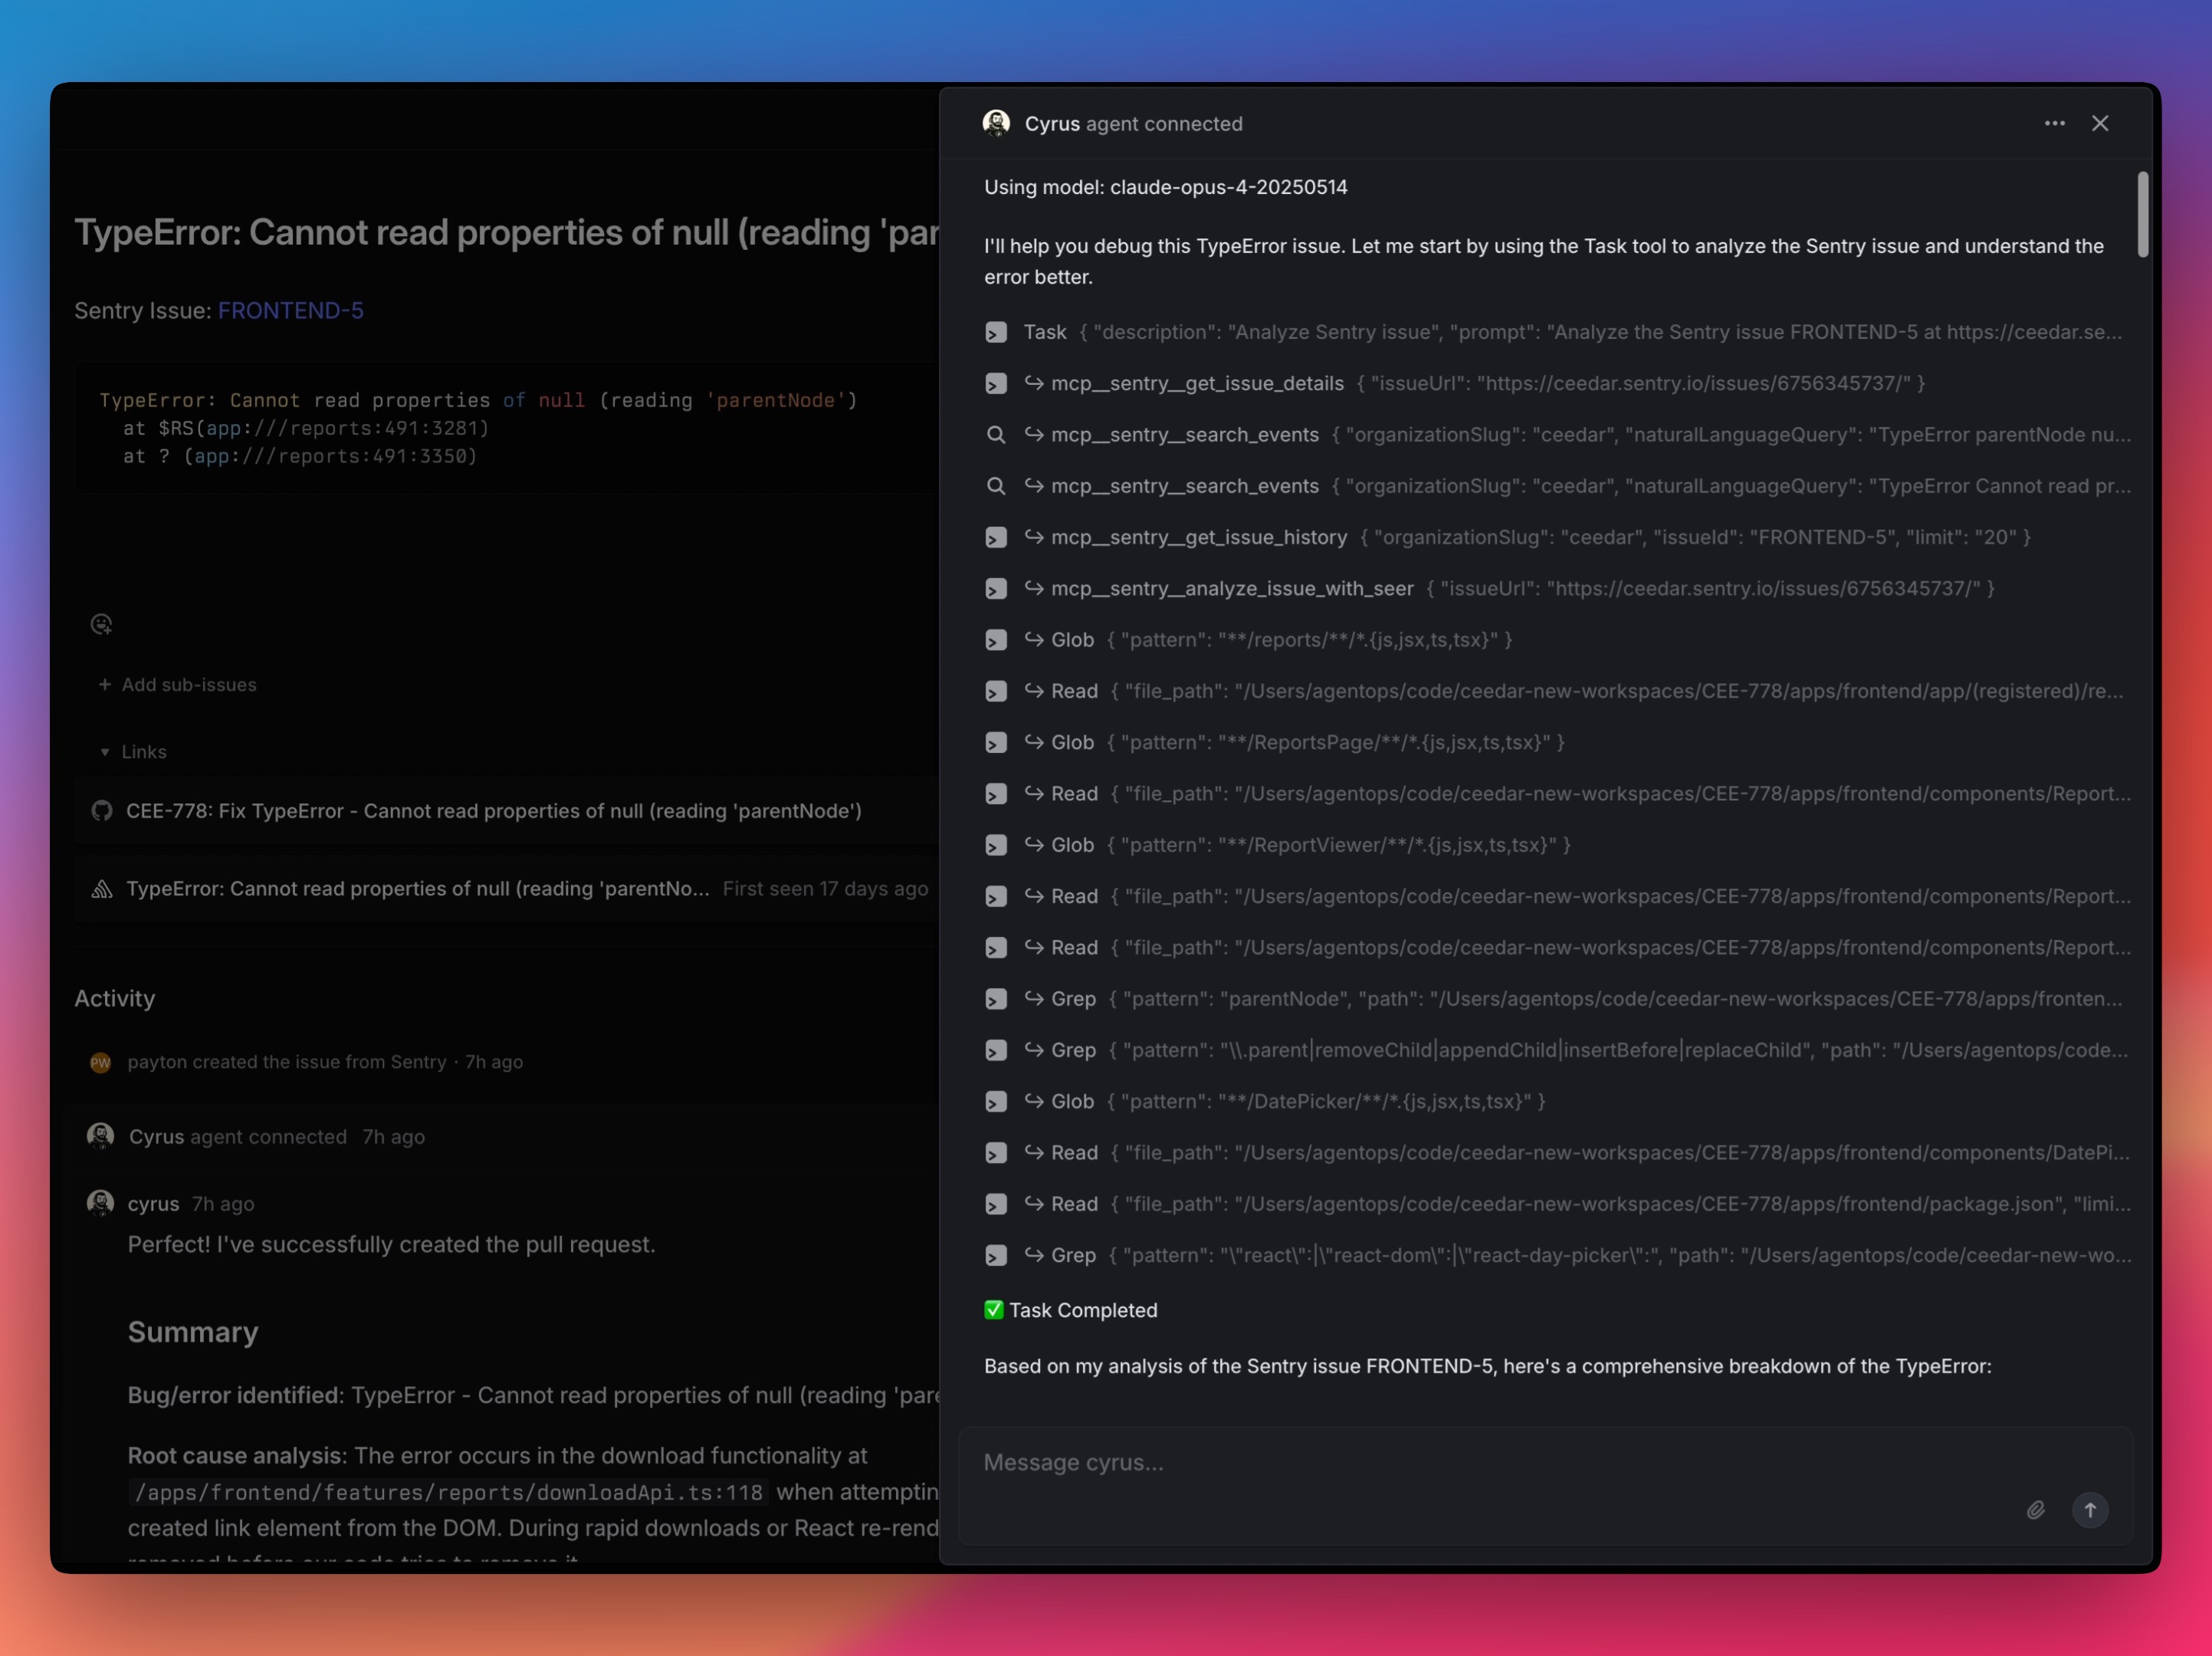 TypeError: Cannot read properties of null (reading 'par
Sentry Issue: FRONTEND-5
TypeError: Cannot read properties of null (reading 'parentNode')
at $RS(app:///reports:491:3281)
at ? (app:///reports:491:3350)
+ Add sub-issues
Links
CEE-778: Fix TypeError - Cannot read properties of null (reading 'parentNode')
TypeError: Cannot read properties of null (reading 'parentNo... First seen 17 days ago
Activity
PW payton created the issue from Sentry · 7h ago
Cyrus agent connected 7h ago
cyrus 7h ago
Perfect! I've successfully created the pull request.
Summary
Bug/error identified: TypeError - Cannot read properties of null (reading 'pare
Root cause analysis: The error occurs in the download functionality at
/apps/frontend/features/reports/downloadApi.ts:118 when attemptin
created link element from the DOM. During rapid downloads or React re-rend
removed before our code tries to remove it
Cyrus agent connected
Using model: claude-opus-4-20250514
I'll help you debug this TypeError issue. Let me start by using the Task tool to analyze the Sentry issue and understand the
error better.
Task { "description": "Analyze Sentry issue", "prompt": "Analyze the Sentry issue FRONTEND-5 at https://ceedar.se...
↪ mcp__sentry__get_issue_details { "issueUrl": "https://ceedar.sentry.io/issues/6756345737/" }
↪ mcp__sentry__search_events { "organizationSlug": "ceedar", "naturalLanguageQuery": "TypeError parentNode nu...
↪ mcp__sentry__search_events { "organizationSlug": "ceedar", "naturalLanguageQuery": "TypeError Cannot read pr...
↪ mcp__sentry__get_issue_history { "organizationSlug": "ceedar", "issueId": "FRONTEND-5", "limit": "20" }
↪ mcp__sentry__analyze_issue_with_seer { "issueUrl": "https://ceedar.sentry.io/issues/6756345737/" }
↪ Glob { "pattern": "**/reports/**/*.{js,jsx,ts,tsx}" }
↪ Read { "file_path": "/Users/agentops/code/ceedar-new-workspaces/CEE-778/apps/frontend/app/(registered)/re...
↪ Glob { "pattern": "**/ReportsPage/**/*.{js,jsx,ts,tsx}" }
↪ Read { "file_path": "/Users/agentops/code/ceedar-new-workspaces/CEE-778/apps/frontend/components/Report...
↪ Glob { "pattern": "**/ReportViewer/**/*.{js,jsx,ts,tsx}" }
↪ Read { "file_path": "/Users/agentops/code/ceedar-new-workspaces/CEE-778/apps/frontend/components/Report...
↪ Read { "file_path": "/Users/agentops/code/ceedar-new-workspaces/CEE-778/apps/frontend/components/Report...
↪ Grep { "pattern": "parentNode", "path": "/Users/agentops/code/ceedar-new-workspaces/CEE-778/apps/fronten...
↪ Grep { "pattern": "\\.parent|removeChild|appendChild|insertBefore|replaceChild", "path": "/Users/agentops/code...
↪ Glob { "pattern": "**/DatePicker/**/*.{js,jsx,ts,tsx}" }
↪ Read { "file_path": "/Users/agentops/code/ceedar-new-workspaces/CEE-778/apps/frontend/components/DatePi...
↪ Read { "file_path": "/Users/agentops/code/ceedar-new-workspaces/CEE-778/apps/frontend/package.json", "limi...
↪ Grep { "pattern": "\"react\":|\"react-dom\":|\"react-day-picker\":", "path": "/Users/agentops/code/ceedar-new-wo...
✅ Task Completed
Based on my analysis of the Sentry issue FRONTEND-5, here's a comprehensive breakdown of the TypeError:
Message cyrus...